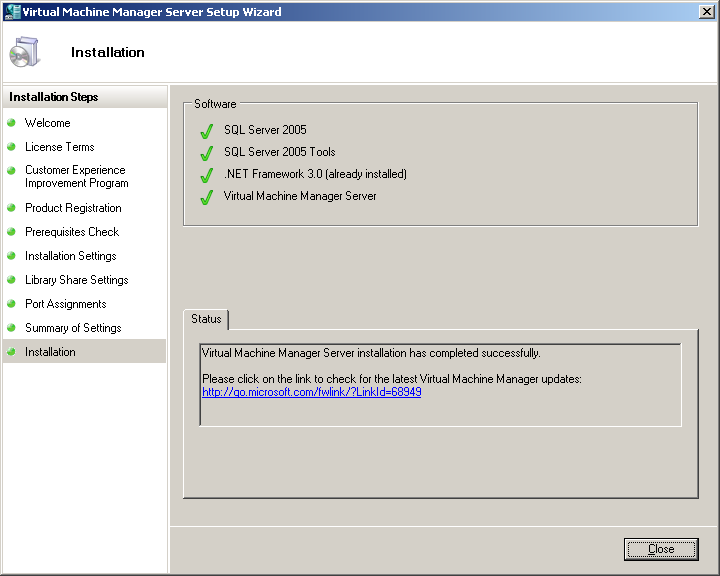 Virtual Machine Manager Server Setup Wizard
Installation
Installation Steps
Welcome
License Terms
Customer Experience
Improvement Program
Product Registration
Prerequisites Check
Installation Settings
Library Share Settings
Port Assignments
Summary of Settings
Installation
Software
SQL Server 2005
SQL Server 2005 Tools
.NET Framework 3.0 (already installed)
Virtual Machine Manager Server
Status
Virtual Machine Manager Server installation has completed successfully.
Please click on the link to check for the latest Virtual Machine Manager updates:
http://go.microsoft.com/fwlink/?LinkId=68949
Close